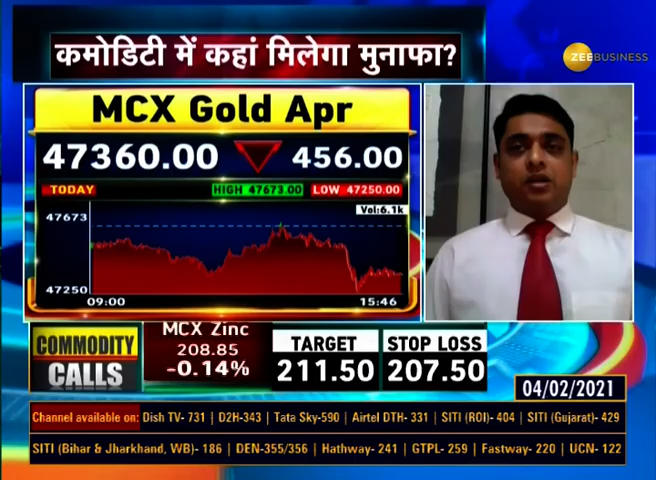 कमोडिटी में कहां मिलेगा मुनाफा?
ZEEBUSINESS
MCX Gold Apr
47360.00 456.00
TODAY HIGH 47673.00 LOW 47250.00
Vol:6.1k
47673
47250
09:00 15:46
COMMODITY CALLS
MCX Zinc
208.85
-0.14%
TARGET
211.50
STOP LOSS
207.50
04/02/2021
Channel available on: Dish TV- 731 | D2H-343 | Tata Sky-590 | Airtel DTH- 331 | SITI (ROI)- 404 | SITI (Gujarat)- 429
SITI (Bihar & Jharkhand, WB)- 186 | DEN-355/356 | Hathway- 241 | GTPL- 259 | Fastway- 220 | UCN- 122